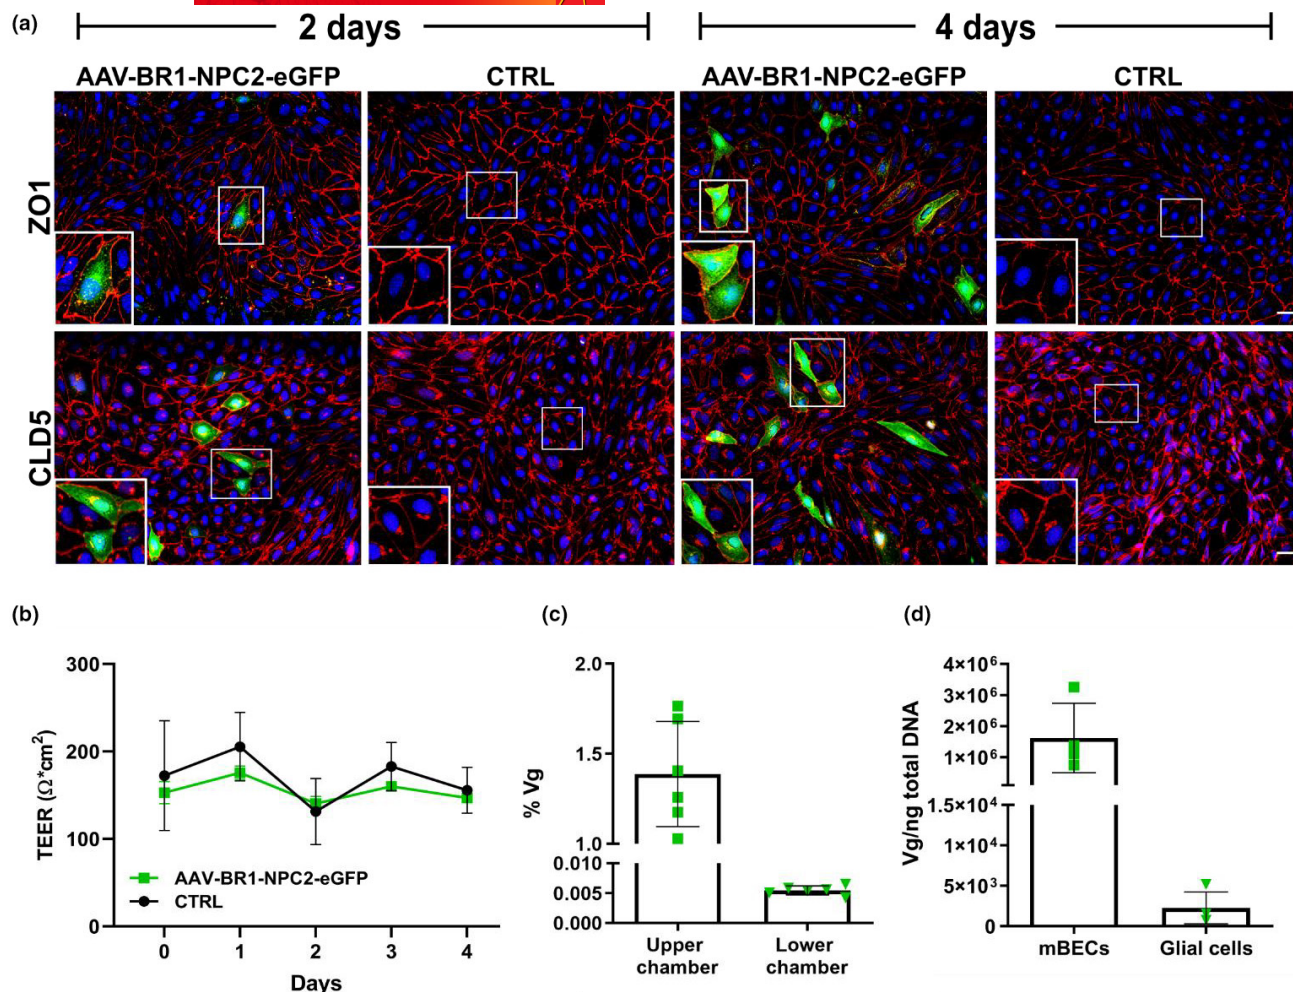 (a)
2 days
4 days
AAV-BR1-NPC2-eGFP
CTRL
AAV-BR1-NPC2-eGFP
CTRL
ZO1
CLD5
(b)
300
200
100
0
TEER (Ω*cm²)
AAV-BR1-NPC2-eGFP
CTRL
0 1 2 3 4
Days
(c)
2.0
1.5
1.0
0.010
0.005
0.000
% Vg
Upper chamber
Lower chamber
(d)
4×10⁶
3×10⁶
2×10⁶
1×10⁶
1.5×10⁴
1×10⁴
5×10³
0
Vg/ng total DNA
mBECs
Glial cells